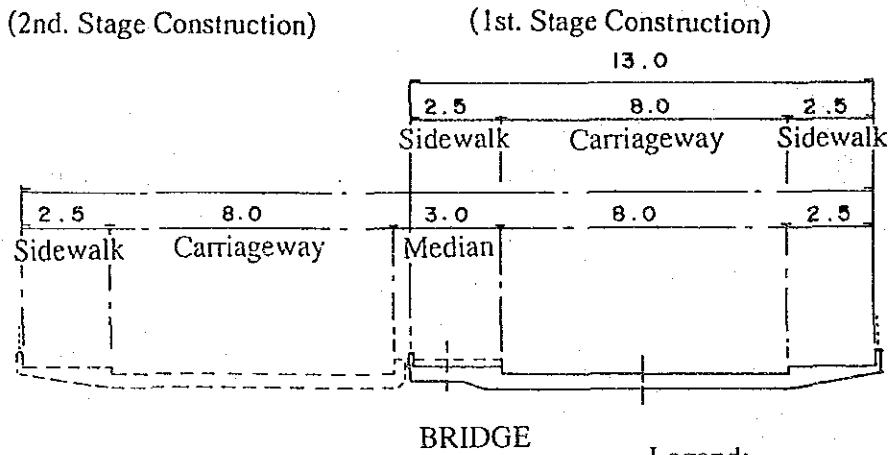 (2nd. Stage Construction) (1st. Stage Construction)
13.0
2.5 8.0 2.5
Sidewalk Carriageway Sidewalk
2.5 8.0 3.0 8.0 2.5
Sidewalk Carriageway Median
BRIDGE